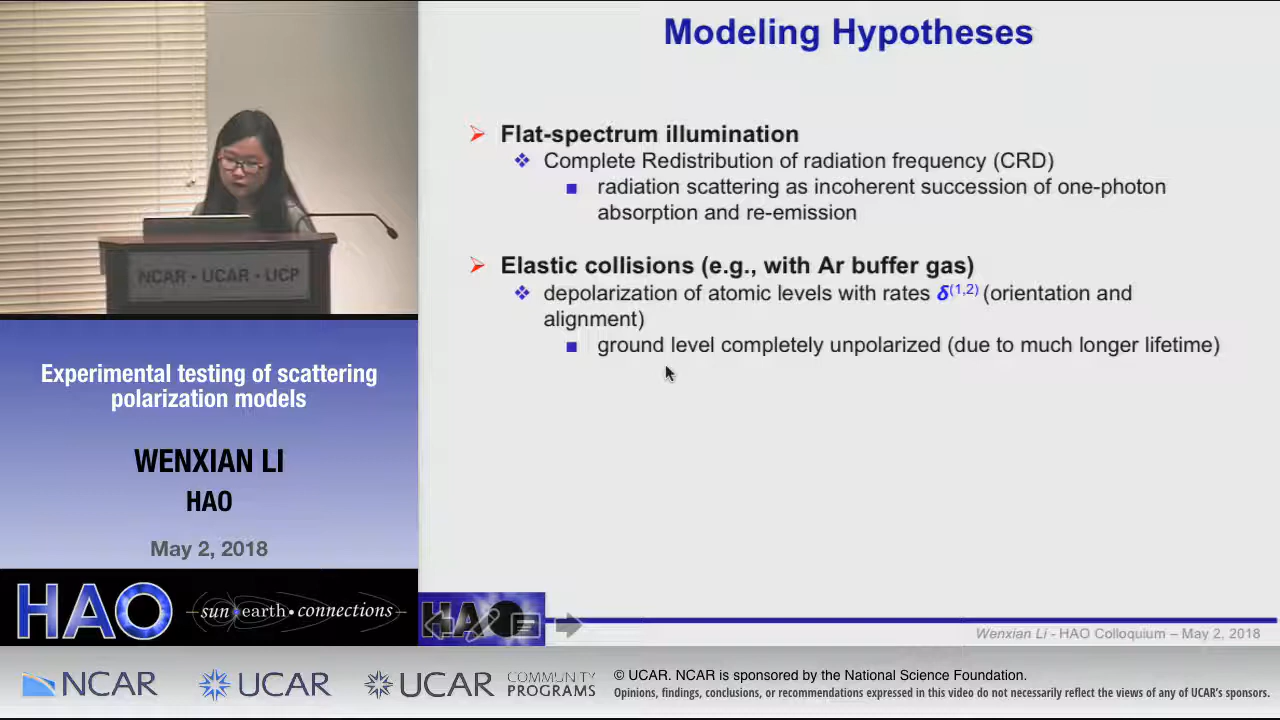 Modeling Hypotheses
Flat-spectrum illumination
Complete Redistribution of radiation frequency (CRD)
radiation scattering as incoherent succession of one-photon
absorption and re-emission
Elastic collisions (e.g., with Ar buffer gas)
depolarization of atomic levels with rates δ(1,2) (orientation and
alignment)
ground level completely unpolarized (due to much longer lifetime)
NCAR • UCAR • UCP
Experimental testing of scattering
polarization models
WENXIAN LI
HAO
May 2, 2018
HAO
sun • earth • connections
HAO
Wenxian Li - HAO Colloquium – May 2, 2018
NCAR
UCAR
UCAR
COMMUNITY
PROGRAMS
© UCAR. NCAR is sponsored by the National Science Foundation.
Opinions, findings, conclusions, or recommendations expressed in this video do not necessarily reflect the views of any of UCAR's sponsors.